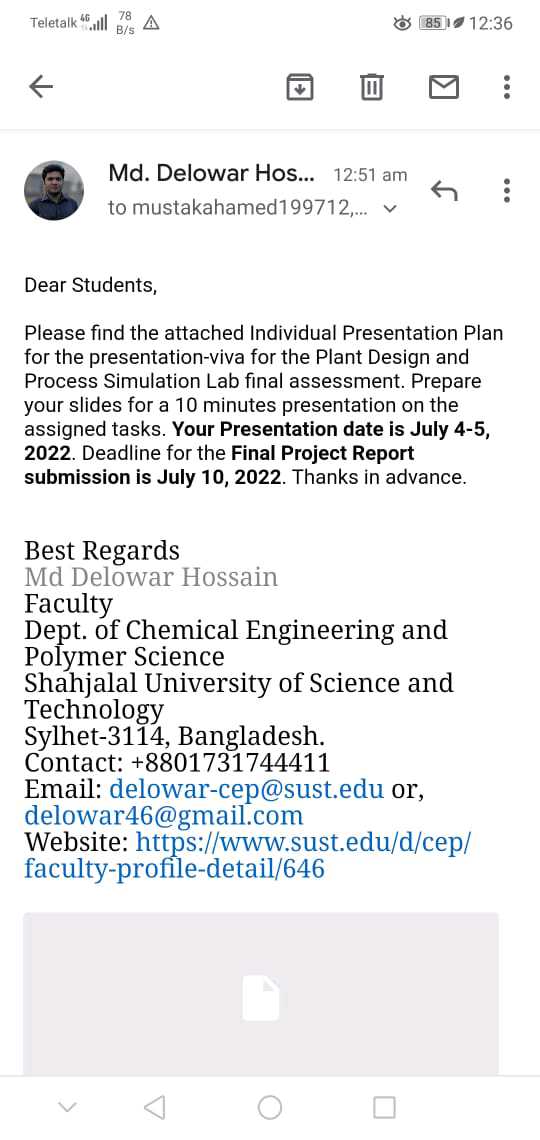 Teletalk 4G 78 B/s 85 12:36
Md. Delowar Hos... 12:51 am
to mustakahamed199712,...
Dear Students,
Please find the attached Individual Presentation Plan
for the presentation-viva for the Plant Design and
Process Simulation Lab final assessment. Prepare
your slides for a 10 minutes presentation on the
assigned tasks. Your Presentation date is July 4-5,
2022. Deadline for the Final Project Report
submission is July 10, 2022. Thanks in advance.
Best Regards
Md Delowar Hossain
Faculty
Dept. of Chemical Engineering and
Polymer Science
Shahjalal University of Science and
Technology
Sylhet-3114, Bangladesh.
Contact: +8801731744411
Email: delowar-cep@sust.edu or,
delowar46@gmail.com
Website: https://www.sust.edu/d/cep/
faculty-profile-detail/646